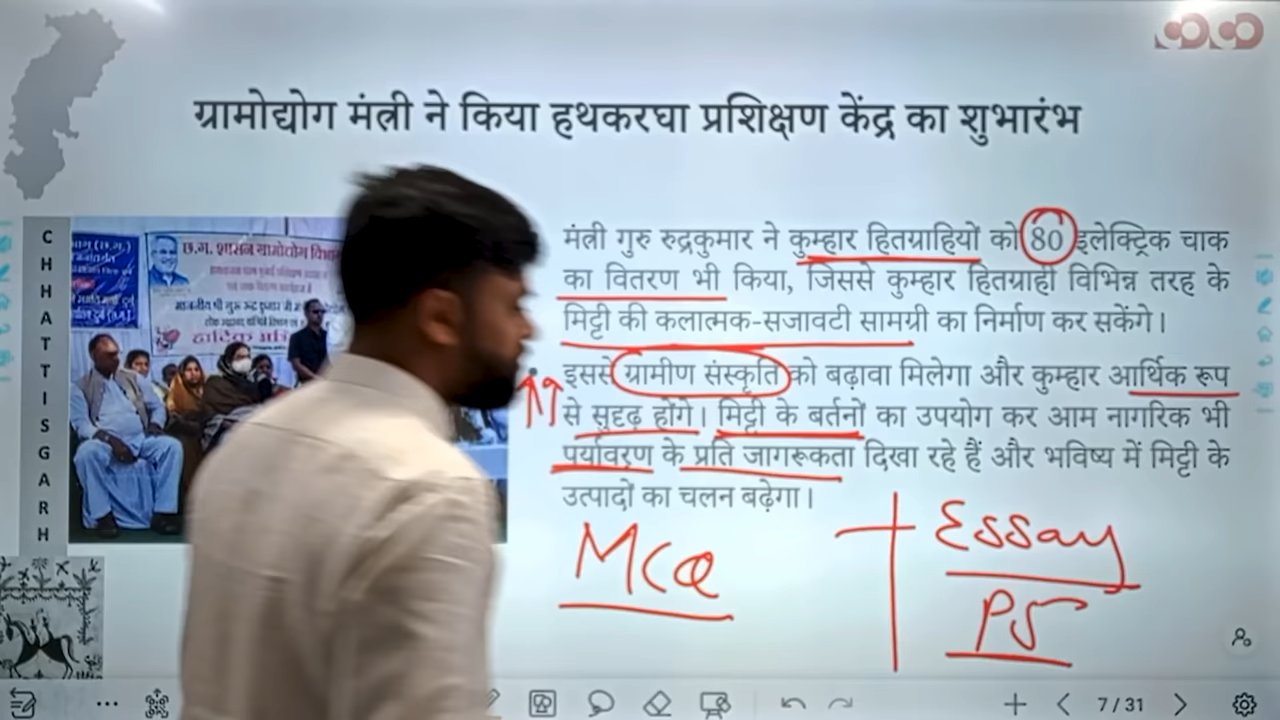 ग्रामोद्योग मंत्री ने किया हथकरघा प्रशिक्षण केंद्र का शुभारंभ
CHHATTISGARH
छ.ग. शासन ग्रामोद्योग
मंत्री गुरु रुद्रकुमार ने कुम्हार हितग्राहियों को 80 इलेक्ट्रिक चाक
का वितरण भी किया, जिससे कुम्हार हितग्राही विभिन्न तरह के
मिट्टी की कलात्मक-सजावटी सामग्री का निर्माण कर सकेंगे।
इससे ग्रामीण संस्कृति को बढ़ावा मिलेगा और कुम्हार आर्थिक रूप
से सुदृढ़ होंगे। मिट्टी के बर्तनों का उपयोग कर आम नागरिक भी
पर्यावरण के प्रति जागरूकता दिखा रहे हैं और भविष्य में मिट्टी के
उत्पादों का चलन बढ़ेगा।
MCQ
Essay
PS
7 / 31